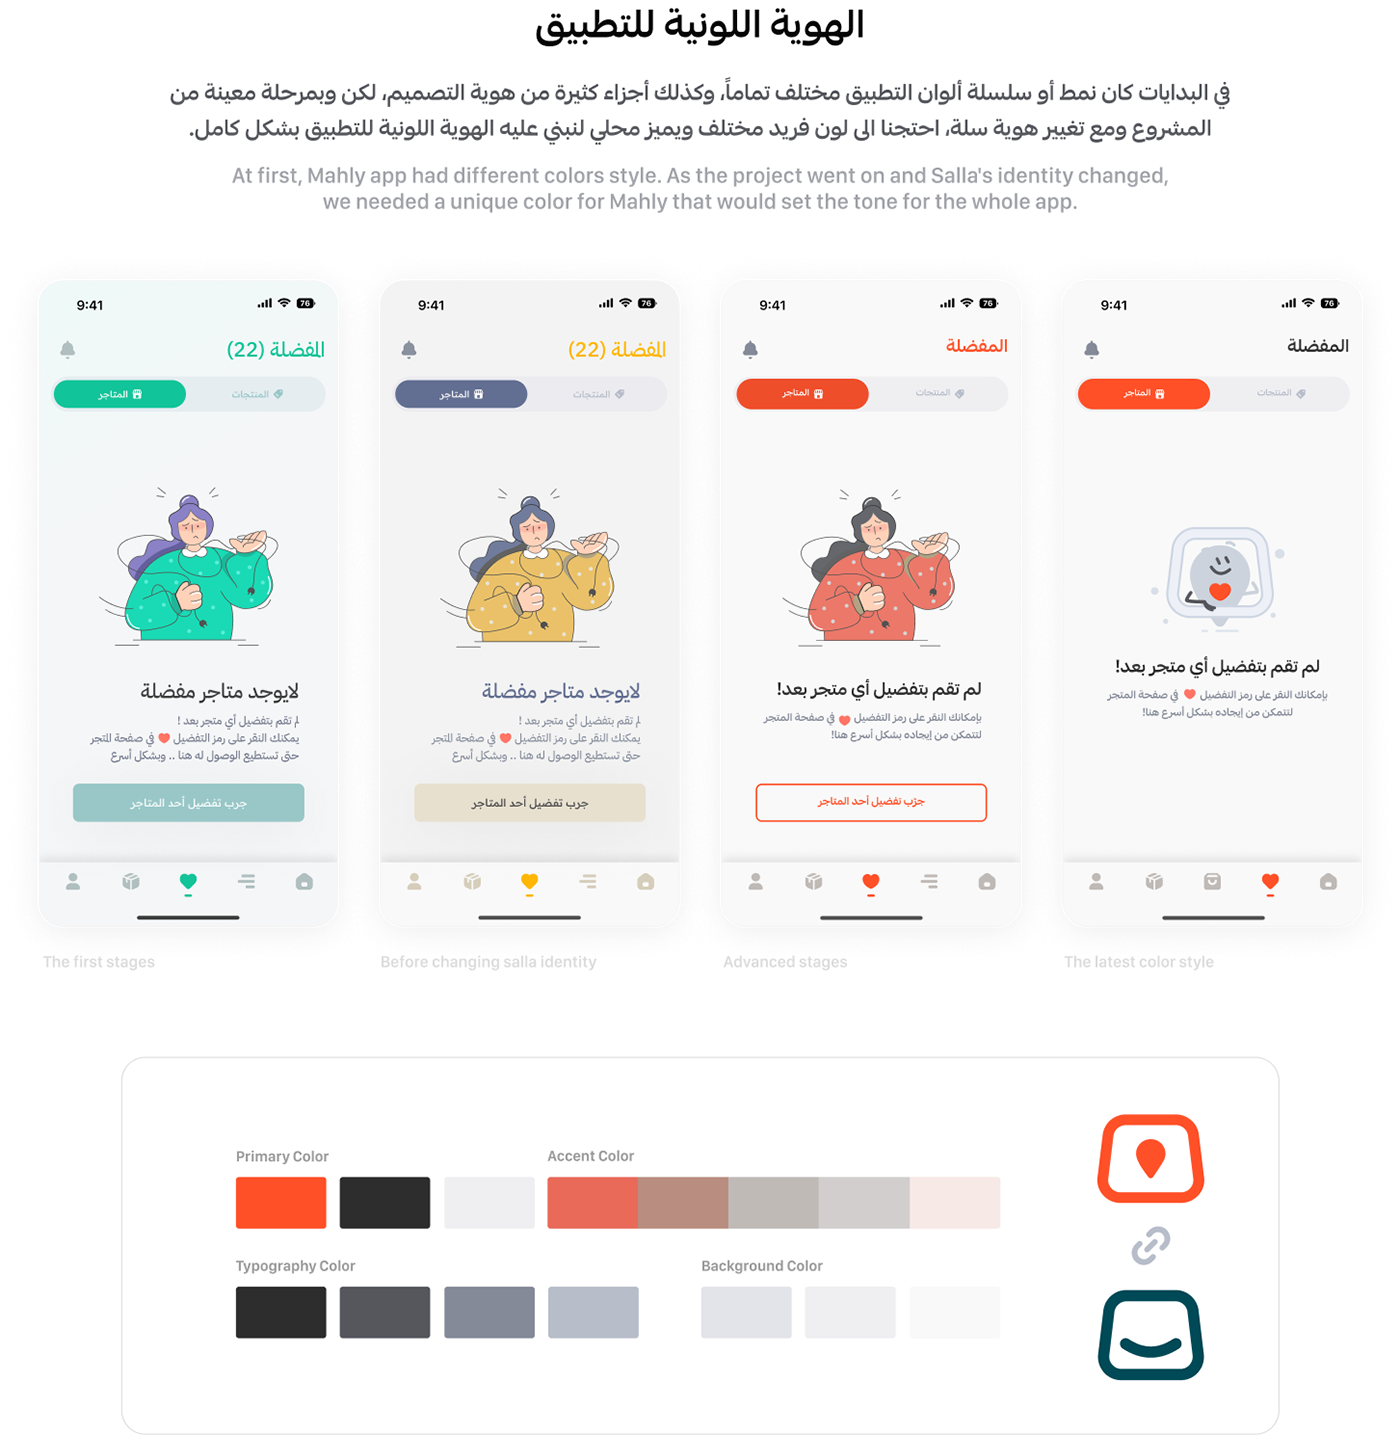 الهوية اللونية للتطبيق
في البدايات كان نمط أو سلسلة ألوان التطبيق مختلف تماماً، وكذلك أجزاء كثيرة من هوية التصميم، لكن وبمرحلة معينة من
المشروع ومع تغيير هوية سلة، احتجنا الى لون فريد مختلف ويميز محلي لنبني عليه الهوية اللونية للتطبيق بشكل كامل.
At first, Mahly app had different colors style. As the project went on and Salla's identity changed,
we needed a unique color for Mahly that would set the tone for the whole app.
9:41
76
المفضلة (22)
المنتجات
المتاجر
لايوجد متاجر مفضلة
لم تقم بتفضيل أي متجر بعد !
يمكنك النقر على رمز التفضيل في صفحة المتجر
حتى تستطيع الوصول له هنا .. وبشكل أسرع
جرب تفضيل أحد المتاجر
The first stages
9:41
76
المفضلة (22)
المنتجات
المتاجر
لايوجد متاجر مفضلة
لم تقم بتفضيل أي متجر بعد !
يمكنك النقر على رمز التفضيل في صفحة المتجر
حتى تستطيع الوصول له هنا .. وبشكل أسرع
جرب تفضيل أحد المتاجر
Before changing salla identity
9:41
76
المفضلة
المنتجات
المتاجر
لم تقم بتفضيل أي متجر بعد!
بإمكانك النقر على رمز التفضيل في صفحة المتجر
لتتمكن من إيجاده بشكل أسرع هنا!
جرّب تفضيل أحد المتاجر
Advanced stages
9:41
76
المفضلة
المنتجات
المتاجر
لم تقم بتفضيل أي متجر بعد!
بإمكانك النقر على رمز التفضيل في صفحة المتجر
لتتمكن من إيجاده بشكل أسرع هنا!
The latest color style
Primary Color
Accent Color
Typography Color
Background Color